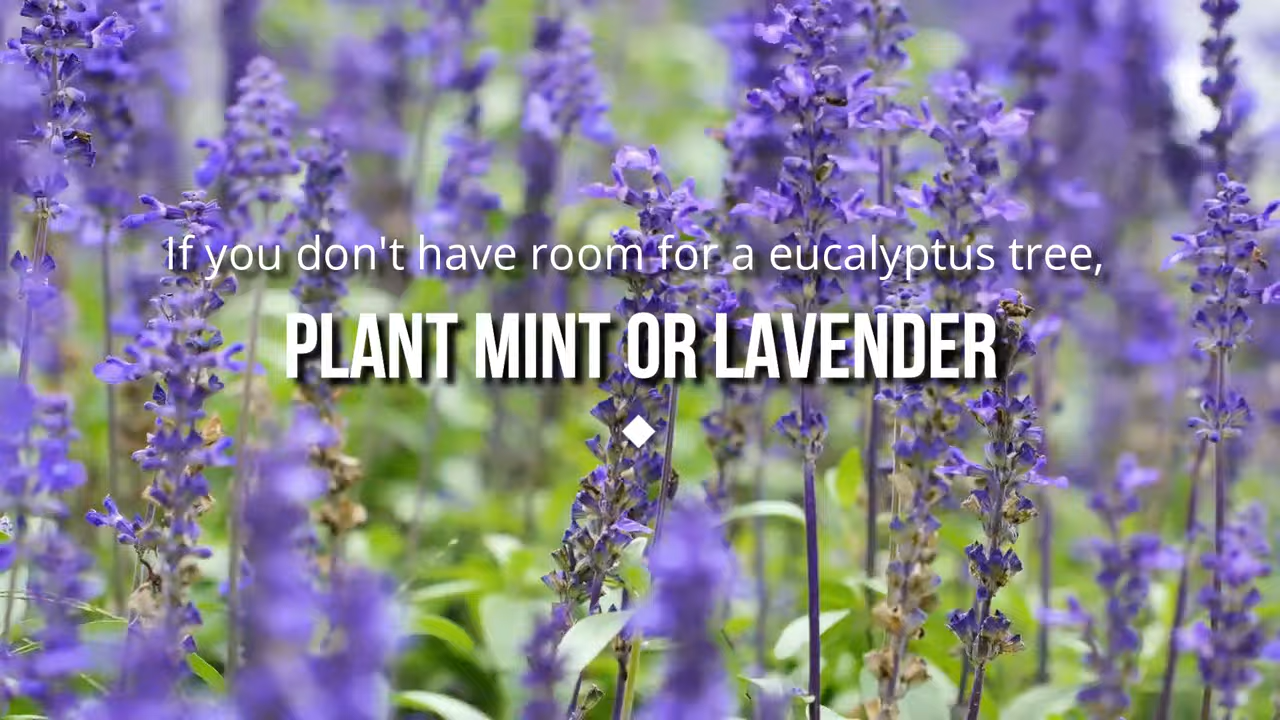 If you don't have room for a eucalyptus tree,
PLANT MINT OR LAVENDER